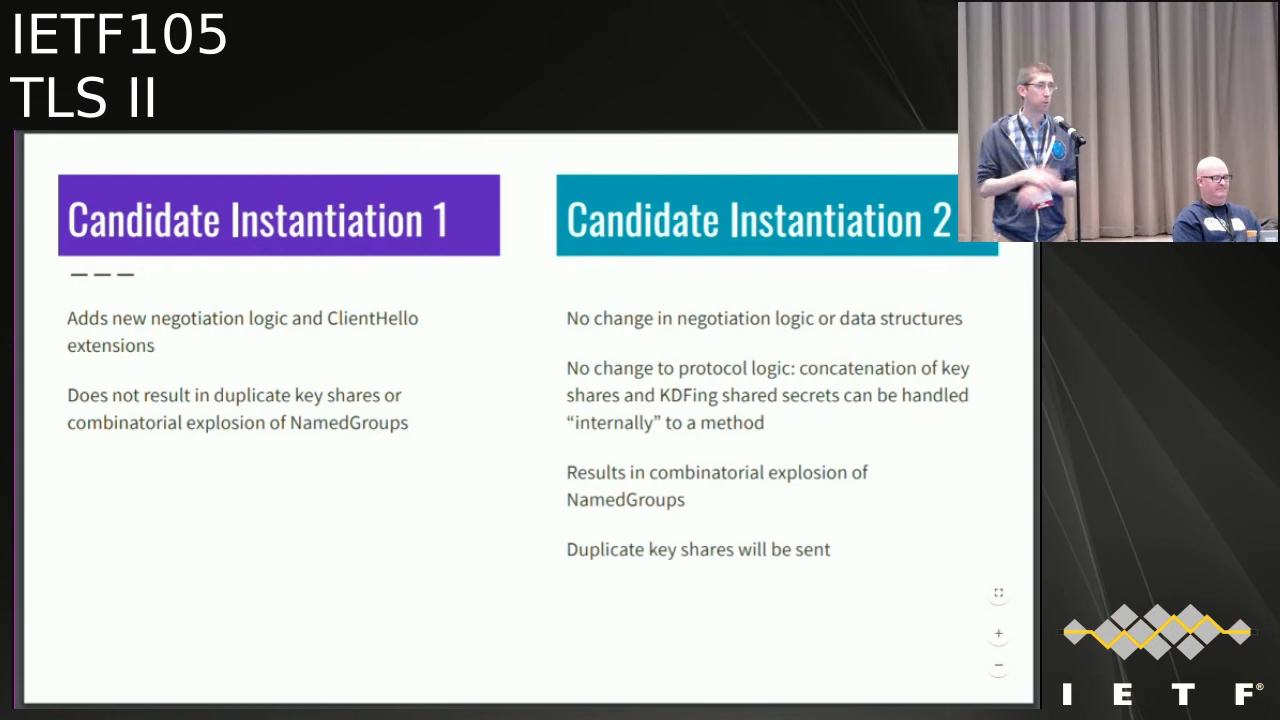 IETF105
TLS II
Candidate Instantiation 1
Adds new negotiation logic and ClientHello
extensions
Does not result in duplicate key shares or
combinatorial explosion of NamedGroups
Candidate Instantiation 2
No change in negotiation logic or data structures
No change to protocol logic: concatenation of key
shares and KDFing shared secrets can be handled
“internally” to a method
Results in combinatorial explosion of
NamedGroups
Duplicate key shares will be sent
I E T F®